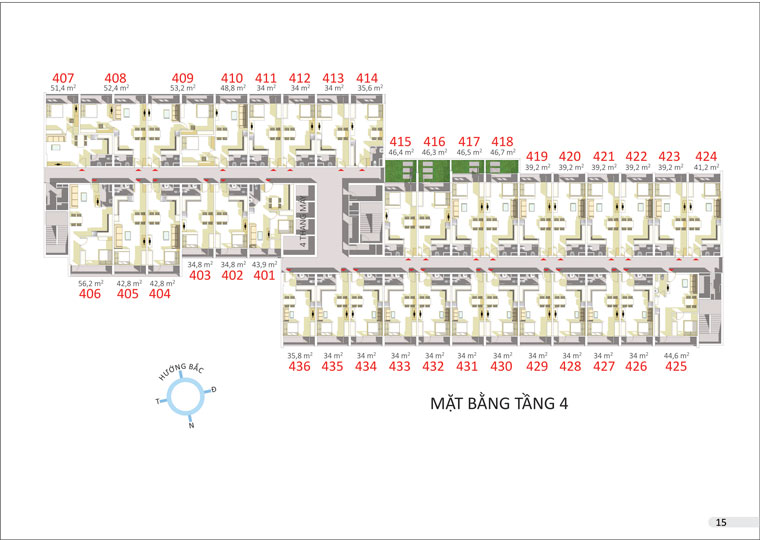 407 408 409 410 411 412 413 414
51,4 m² 52,4 m² 53,2 m² 48,8 m² 34 m² 34 m² 34 m² 35,6 m²
415 416 417 418
46,4 m² 46,3 m² 46,5 m² 46,7 m²
419 420 421 422 423 424
39,2 m² 39,2 m² 39,2 m² 39,2 m² 39,2 m² 41,2 m²
4 THANG MÁY
56,2 m² 42,8 m² 42,8 m² 34,8 m² 34,8 m² 43,9 m²
406 405 404 403 402 401
35,8 m² 34 m² 34 m² 34 m² 34 m² 34 m² 34 m² 34 m² 34 m² 34 m² 34 m² 44,6 m²
436 435 434 433 432 431 430 429 428 427 426 425
HƯỚNG BẮC
T Đ
N
MẶT BẰNG TẦNG 4
15